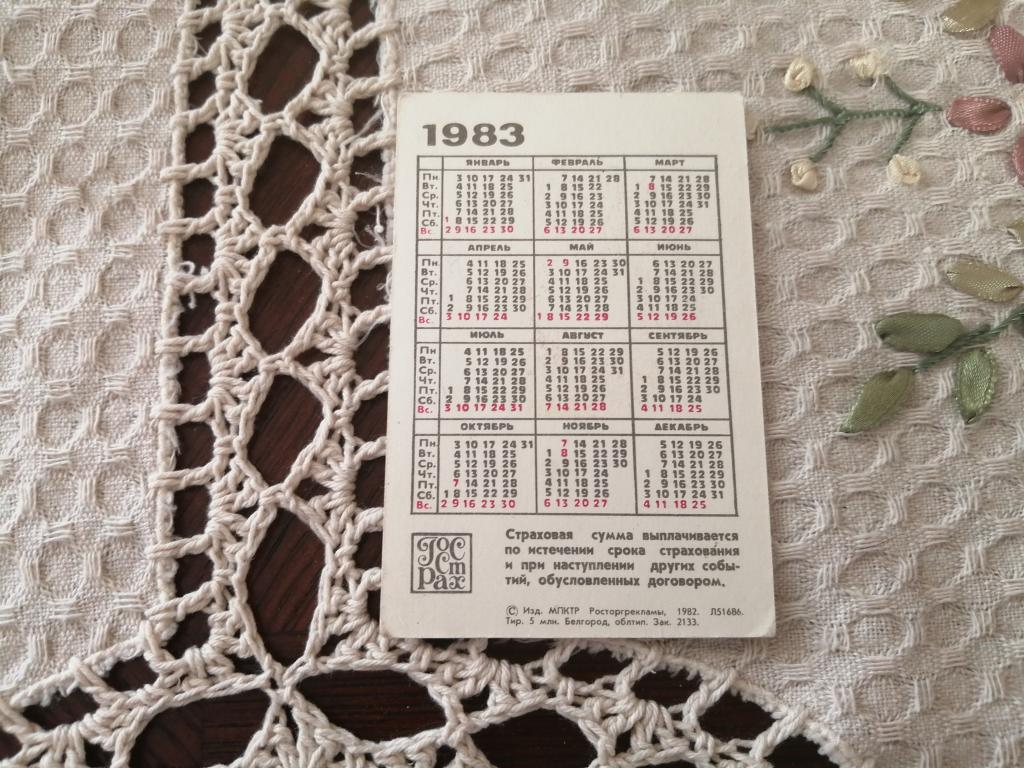 1983
ЯНВАРЬ ФЕВРАЛЬ МАРТ
Пн. 3 10 17 24 31 7 14 21 28 7 14 21 28
Вт. 4 11 18 25 1 8 15 22 1 8 15 22 29
Ср. 5 12 19 26 2 9 16 23 2 9 16 23 30
Чт. 6 13 20 27 3 10 17 24 3 10 17 24 31
Пт. 7 14 21 28 4 11 18 25 4 11 18 25
Сб. 1 8 15 22 29 5 12 19 26 5 12 19 26
Вс 2 9 16 23 30 6 13 20 27 6 13 20 27
АПРЕЛЬ МАЙ ИЮНЬ
Пн. 4 11 18 25 2 9 16 23 30 6 13 20 27
Вт. 5 12 19 26 3 10 17 24 31 7 14 21 28
Ср. 6 13 20 27 4 11 18 25 1 8 15 22 29
Чт. 7 14 21 28 5 12 19 26 2 9 16 23 30
Пт. 1 8 15 22 29 6 13 20 27 3 10 17 24
Сб. 2 9 16 23 30 7 14 21 28 4 11 18 25
Вс. 3 10 17 24 1 8 15 22 29 5 12 19 26
ИЮЛЬ АВГУСТ СЕНТЯБРЬ
Пн 4 11 18 25 1 8 15 22 29 5 12 19 26
Вт. 5 12 19 26 2 9 16 23 30 6 13 20 27
Ср. 6 13 20 27 3 10 17 24 31 7 14 21 28
Чт. 7 14 21 28 4 11 18 25 1 8 15 22 29
Пт. 1 8 15 22 29 5 12 19 26 2 9 16 23 30
Сб. 2 9 16 23 30 6 13 20 27 3 10 17 24
Вс. 3 10 17 24 31 7 14 21 28 4 11 18 25
ОКТЯБРЬ НОЯБРЬ ДЕКАБРЬ
Пн. 3 10 17 24 31 7 14 21 28 5 12 19 26
Вт. 4 11 18 25 1 8 15 22 29 6 13 20 27
Ср. 5 12 19 26 2 9 16 23 30 7 14 21 28
Чт. 6 13 20 27 3 10 17 24 1 8 15 22 29
Пт. 7 14 21 28 4 11 18 25 2 9 16 23 30
Сб. 1 8 15 22 29 5 12 19 26 3 10 17 24 31
Вс. 2 9 16 23 30 6 13 20 27 4 11 18 25
Гос
ст
рах
Страховая сумма выплачивается
по истечении срока страхования
и при наступлении других собы-
тий, обусловленных договором.
© Изд. МПКТР Росторгрекламы, 1982. Л51686.
Тир. 5 млн. Белгород, облтип. Зак. 2133.